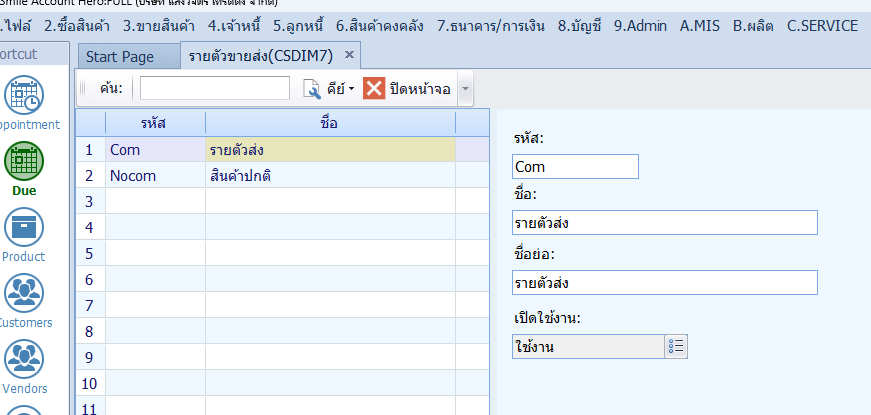 Smile Account Hero:FULL (บริษัท
.ไฟล์ 2.ซื้อสินค้า 3.ขายสินค้า 4.เจ้าหนี้ 5.ลูกหนี้ 6.สินค้าคงคลัง 7.ธนาคาร/การเงิน 8.บัญชี 9.Admin A.MIS B.ผลิต C.SERVICE
ortcut
Start Page
รายตัวขายส่ง(CSDIM7) ×
ค้น:
คีย์
ปิดหน้าจอ
ppointment
Due
Product
Customers
Vendors
รหัส ชื่อ
1 Com รายตัวส่ง
2 Nocom สินค้าปกติ
3
4
5
6
7
8
9
10
11
รหัส:
Com
ชื่อ:
รายตัวส่ง
ชื่อย่อ:
รายตัวส่ง
เปิดใช้งาน:
ใช้งาน